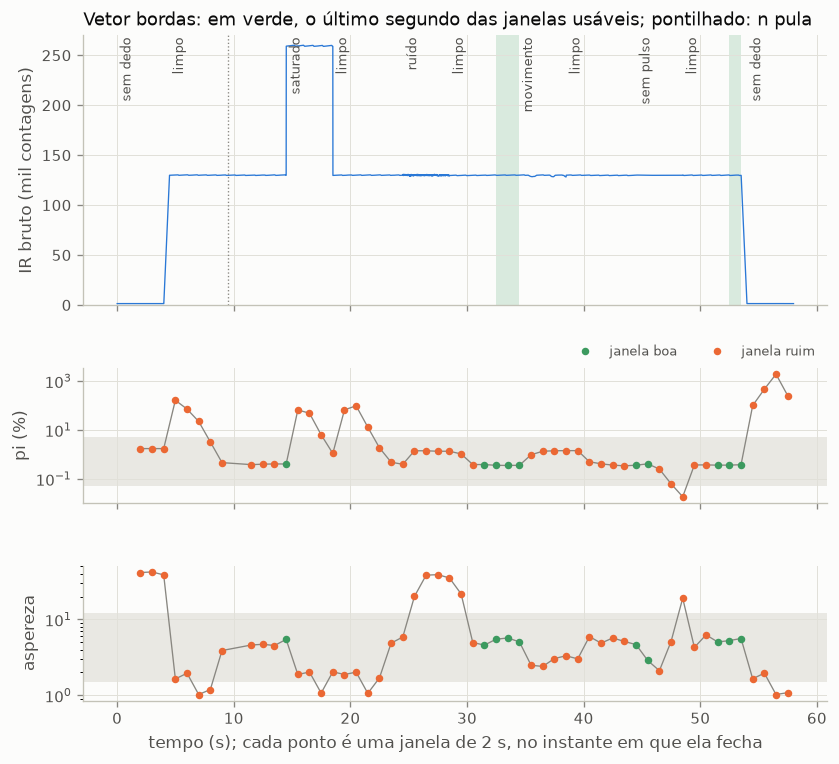 Vetor bordas: em verde, o último segundo das janelas usáveis; pontilhado: n pula
IR bruto (mil contagens)
250
200
150
100
50
0
sem dedo
limpo
saturado
limpo
ruído
limpo
movimento
limpo
sem pulso
limpo
sem dedo
janela boa
janela ruim
pi (%)
10³
10¹
10⁻¹
aspereza
10¹
10⁰
0
10
20
30
40
50
60
tempo (s); cada ponto é uma janela de 2 s, no instante em que ela fecha